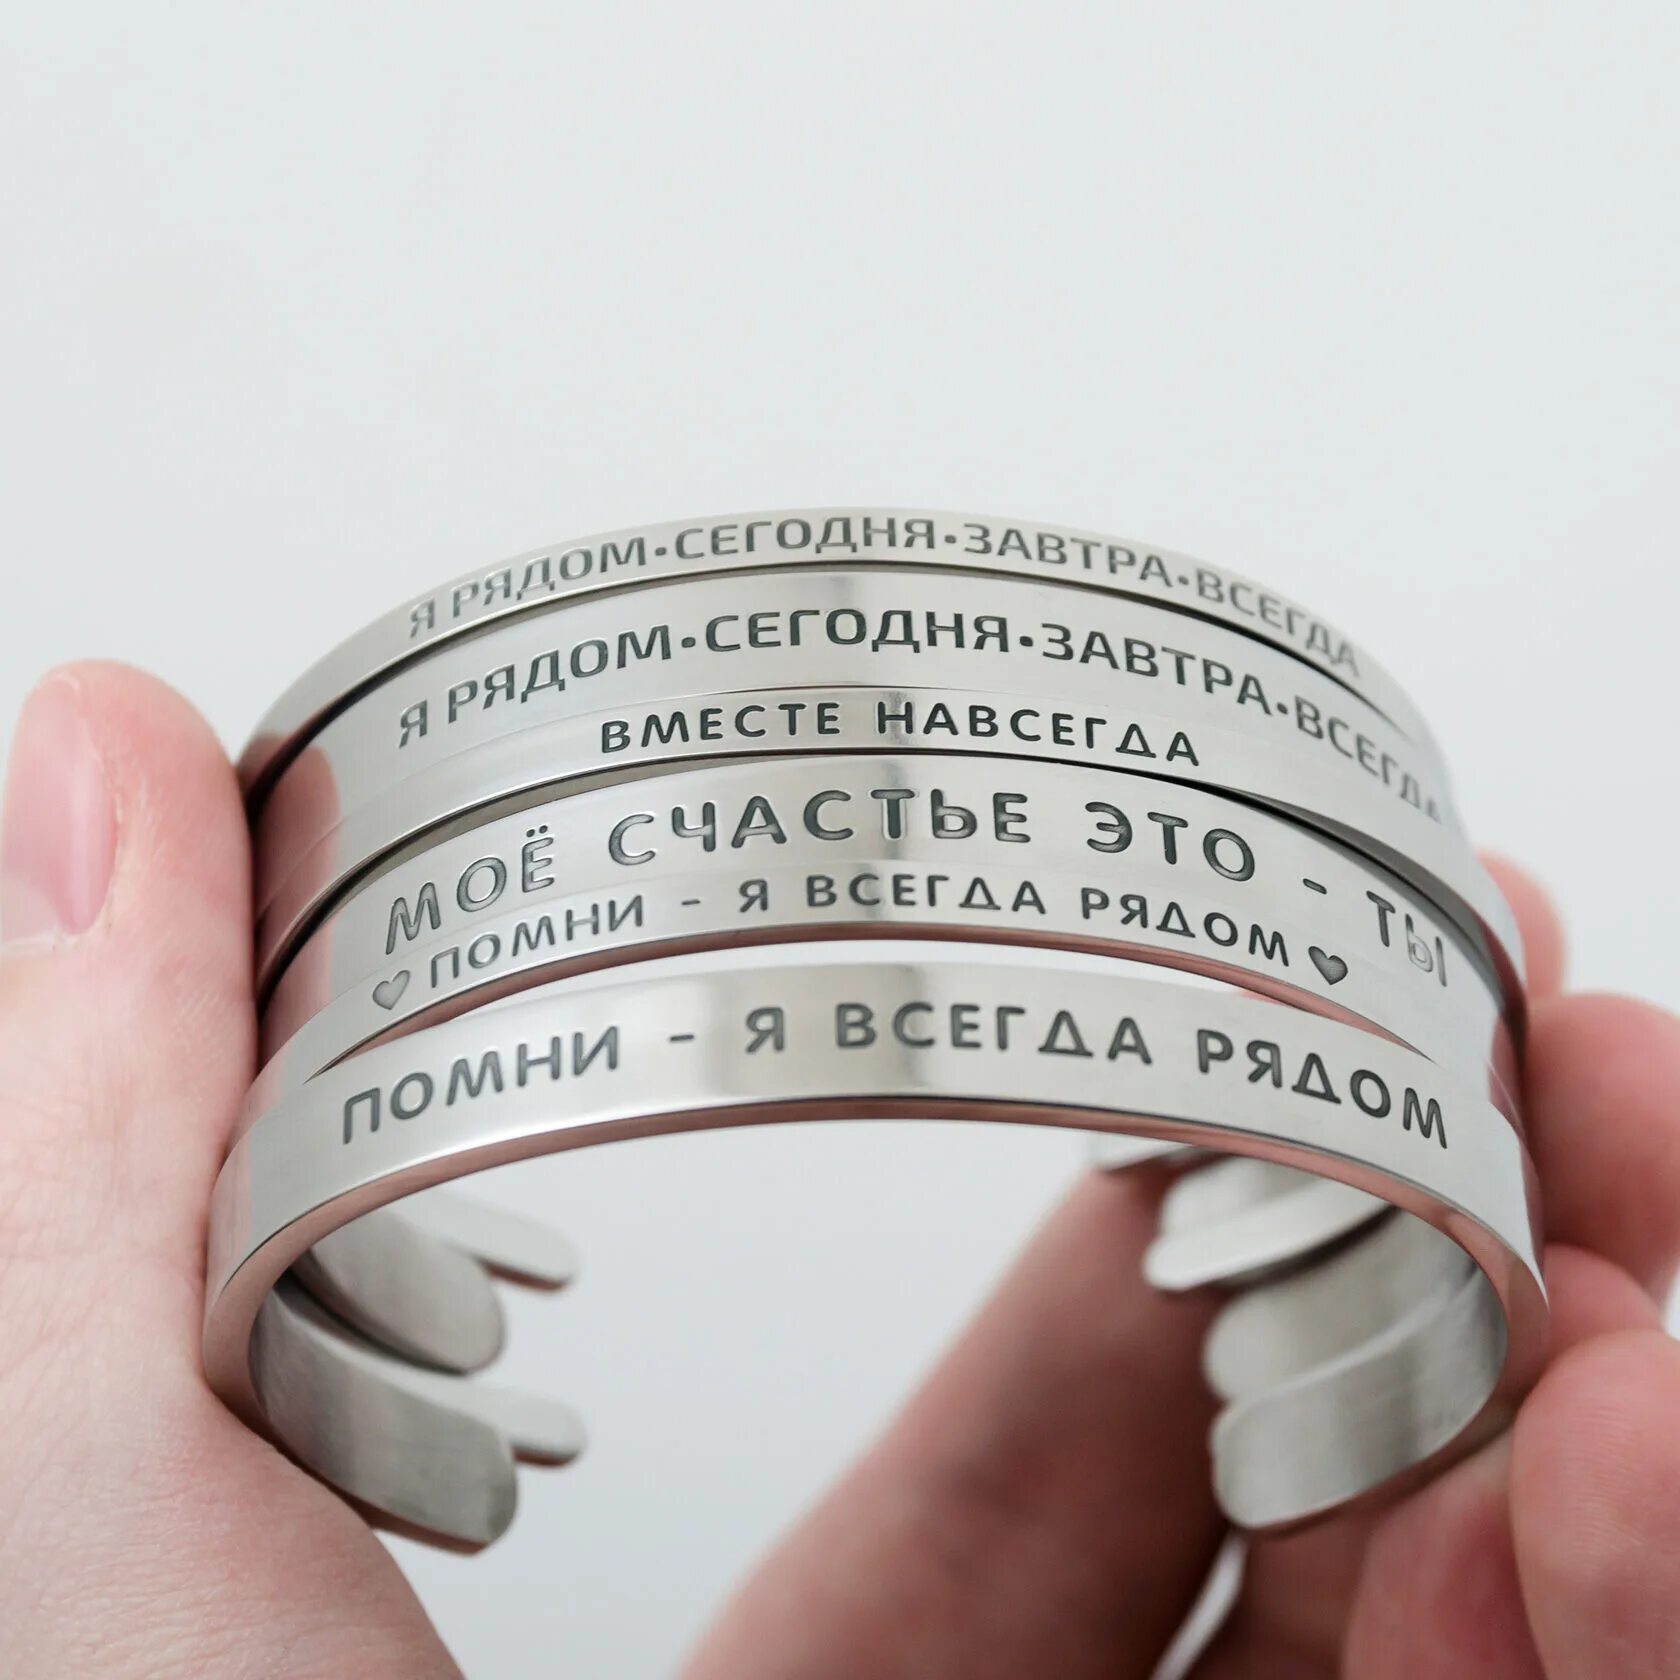 Я РЯДОМ•СЕГОДНЯ•ЗАВТРА•ВСЕГДА
Я РЯДОМ•СЕГОДНЯ•ЗАВТРА•ВСЕГДА
ВМЕСТЕ НАВСЕГДА
МОЁ СЧАСТЬЕ ЭТО - ТЫ
♡ ПОМНИ - Я ВСЕГДА РЯДОМ ♡
ПОМНИ - Я ВСЕГДА РЯДОМ